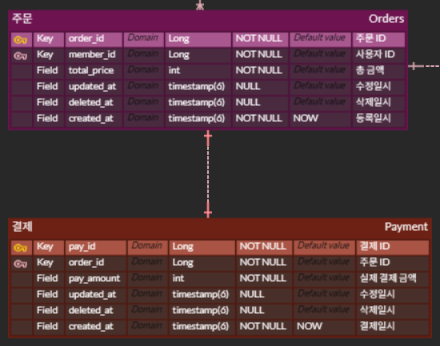 주문 Orders
Key order_id Domain Long NOT NULL Default value 주문 ID
Key member_id Domain Long NOT NULL Default value 사용자 ID
Field total_price Domain int NOT NULL Default value 총 금액
Field updated_at Domain timestamp(6) NULL Default value 수정일시
Field deleted_at Domain timestamp(6) NULL Default value 삭제일시
Field created_at Domain timestamp(6) NOT NULL NOW 등록일시
결제 Payment
Key pay_id Domain Long NOT NULL Default value 결제 ID
Key order_id Domain Long NOT NULL Default value 주문 ID
Field pay_amount Domain int NOT NULL Default value 실제 결제 금액
Field updated_at Domain timestamp(6) NULL Default value 수정일시
Field deleted_at Domain timestamp(6) NULL Default value 삭제일시
Field created_at Domain timestamp(6) NOT NULL NOW 결제일시